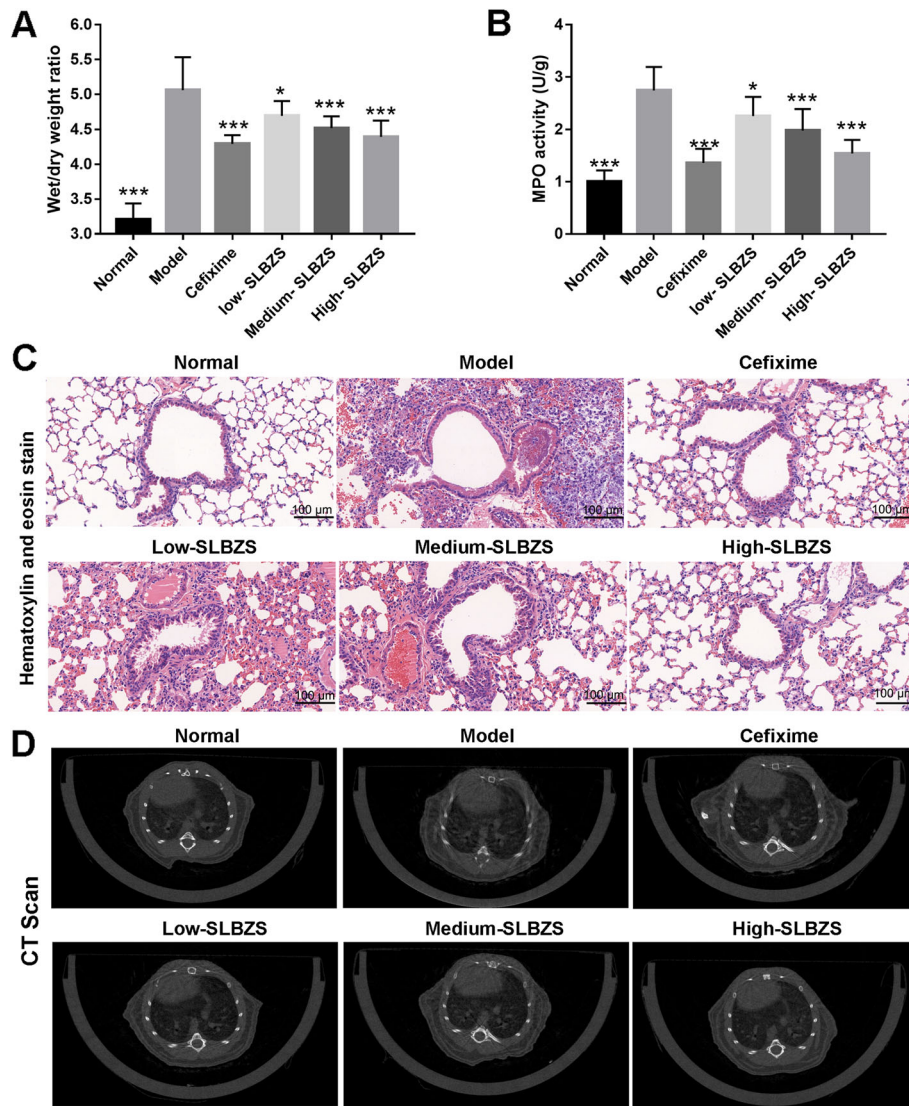 A
Wet/dry weight ratio
6.0
5.5
5.0
4.5
4.0
3.5
3.0
***
***
*
***
***
Normal
Model
Cefixime
low- SLBZS
Medium- SLBZS
High- SLBZS
B
MPO activity (U/g)
4
3
2
1
0
***
***
*
***
***
Normal
Model
Cefixime
low- SLBZS
Medium- SLBZS
High- SLBZS
C
Hematoxylin and eosin stain
Normal
Model
Cefixime
100 µm
100 µm
100 µm
Low-SLBZS
Medium-SLBZS
High-SLBZS
100 µm
100 µm
100 µm
D
CT Scan
Normal
Model
Cefixime
Low-SLBZS
Medium-SLBZS
High-SLBZS